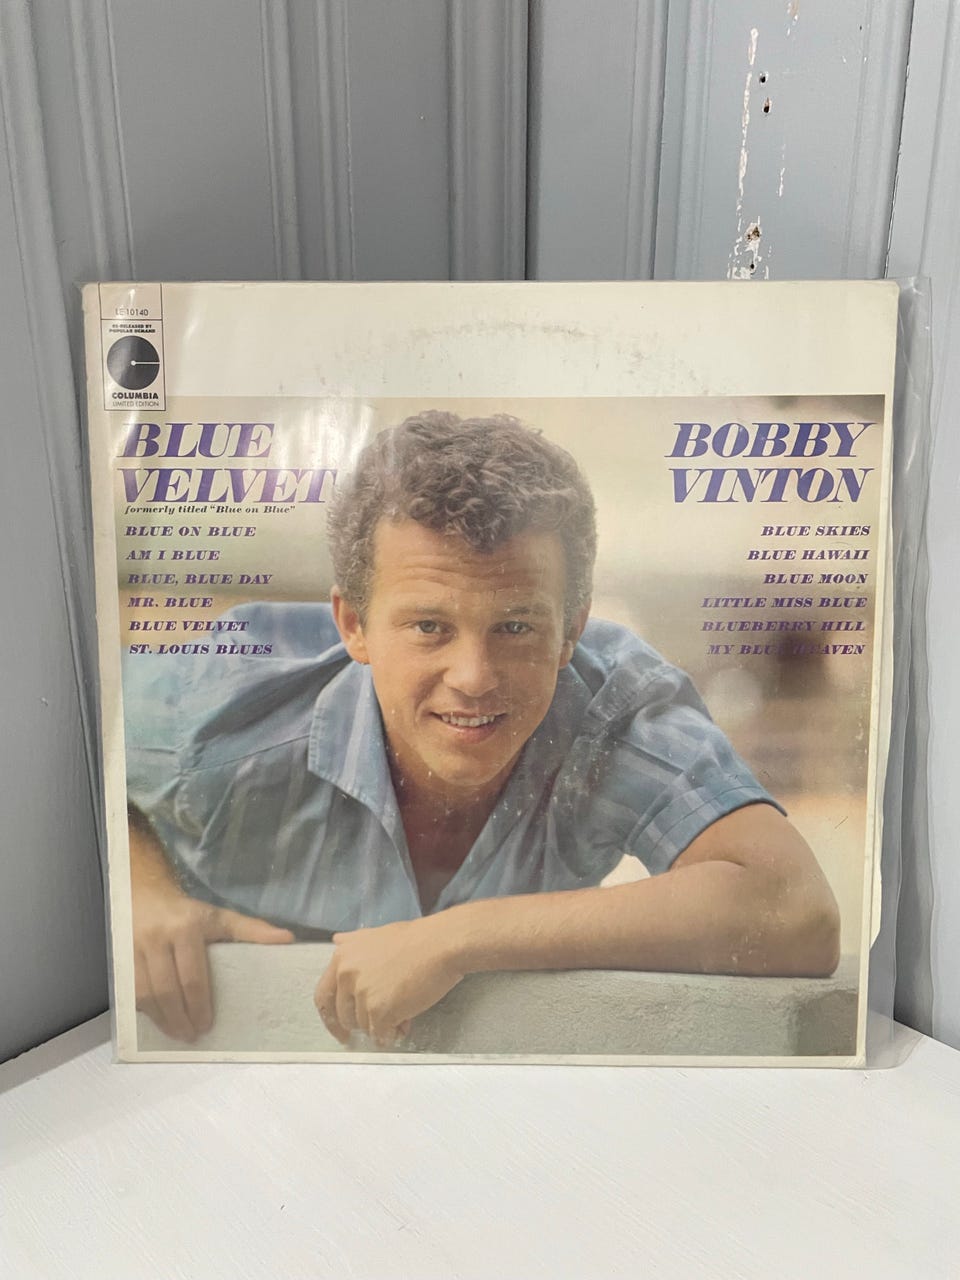 LE 10140
RE-RELEASED BY
POPULAR DEMAND
COLUMBIA
LIMITED EDITION
BLUE
VELVET
formerly titled "Blue on Blue"
BLUE ON BLUE
AM I BLUE
BLUE, BLUE DAY
MR. BLUE
BLUE VELVET
ST. LOUIS BLUES
BOBBY
VINTON
BLUE SKIES
BLUE HAWAII
BLUE MOON
LITTLE MISS BLUE
BLUEBERRY HILL
MY BLUE HEAVEN